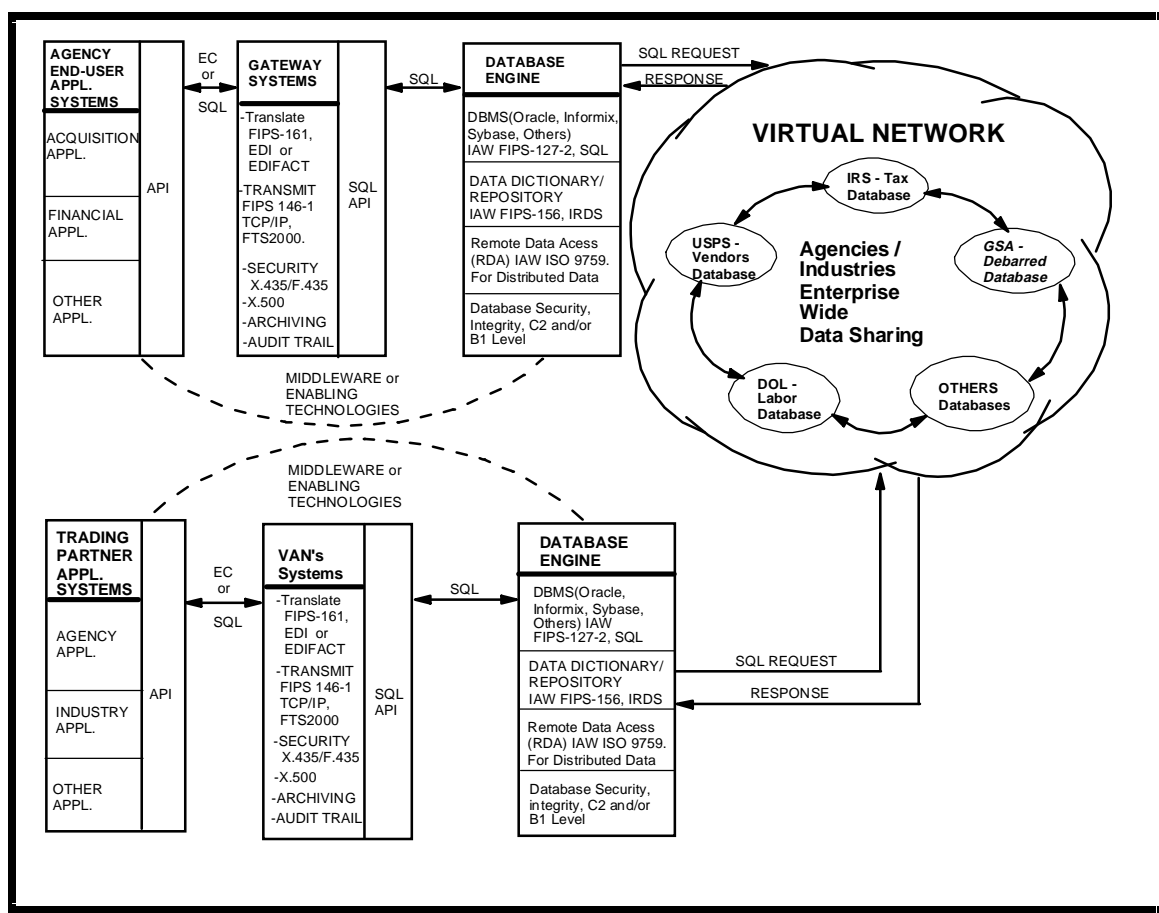 AGENCY
END-USER
APPL.
SYSTEMS
ACQUISITION
APPL.
FINANCIAL
APPL.
OTHER
APPL.
API
EC
or
SQL
GATEWAY
SYSTEMS
-Translate
FIPS-161,
EDI or
EDIFACT
-TRANSMIT
FIPS 146-1
TCP/IP,
FTS2000.
-SECURITY
X.435/F.435
-X.500
-ARCHIVING
-AUDIT TRAIL
SQL
API
SQL
DATABASE
ENGINE
DBMS(Oracle, Informix,
Sybase, Others)
IAW FIPS-127-2, SQL
DATA DICTIONARY/
REPOSITORY
IAW FIPS-156, IRDS
Remote Data Acess
(RDA) IAW ISO 9759.
For Distributed Data
Database Security,
Integrity, C2 and/or
B1 Level
SQL REQUEST
RESPONSE
VIRTUAL NETWORK
IRS - Tax
Database
USPS -
Vendors
Database
GSA -
Debarred
Database
Agencies /
Industries
Enterprise
Wide
Data Sharing
DOL -
Labor
Database
OTHERS
Databases
MIDDLEWARE or
ENABLING
TECHNOLOGIES
MIDDLEWARE or
ENABLING
TECHNOLOGIES
TRADING
PARTNER
APPL.
SYSTEMS
AGENCY
APPL.
INDUSTRY
APPL.
OTHER
APPL.
API
EC
or
SQL
VAN's
Systems
-Translate
FIPS-161,
EDI or
EDIFACT
-TRANSMIT
FIPS 146-1
TCP/IP,
FTS2000
-SECURITY
X.435/F.435
-X.500
-ARCHIVING
-AUDIT TRAIL
SQL
API
SQL
DATABASE
ENGINE
DBMS(Oracle,
Informix, Sybase,
Others) IAW
FIPS-127-2, SQL
DATA DICTIONARY/
REPOSITORY
IAW FIPS-156, IRDS
Remote Data Acess
(RDA) IAW ISO 9759.
For Distributed Data
Database Security,
integrity, C2 and/or
B1 Level
SQL REQUEST
RESPONSE